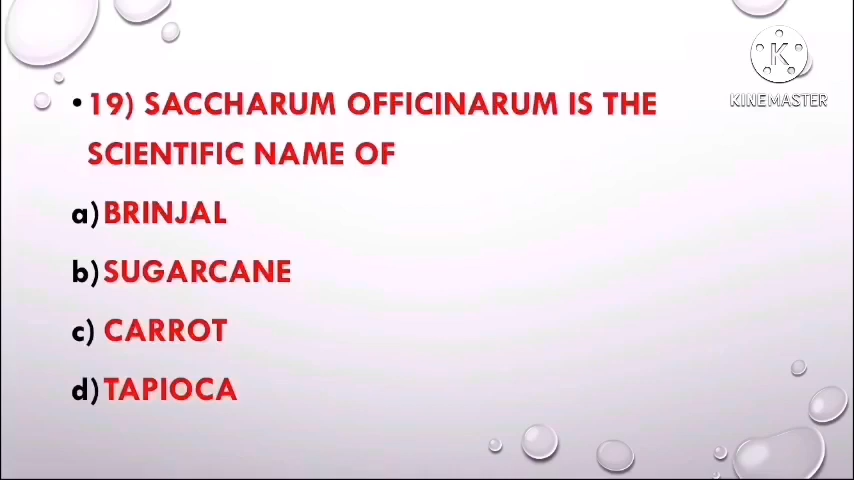 K
KINEMASTER
• 19) SACCHARUM OFFICINARUM IS THE
SCIENTIFIC NAME OF
a) BRINJAL
b) SUGARCANE
c) CARROT
d) TAPIOCA